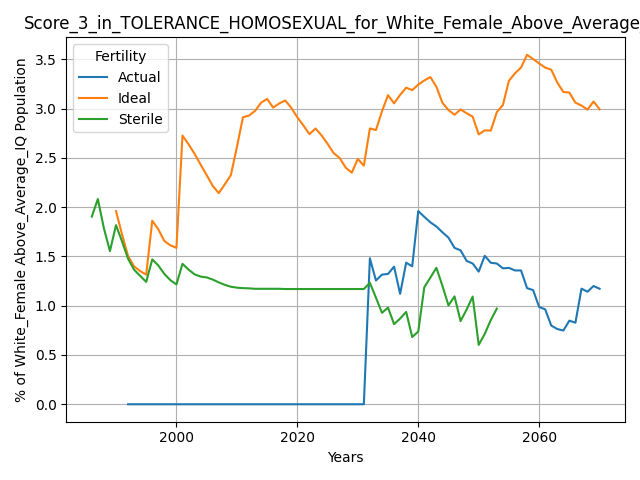 Score_3_in_TOLERANCE_HOMOSEXUAL_for_White_Female_Above_Average
Fertility
Actual
Ideal
Sterile
% of White_Female Above_Average_IQ Population
3.5
3.0
2.5
2.0
1.5
1.0
0.5
0.0
2000 2020 2040 2060
Years